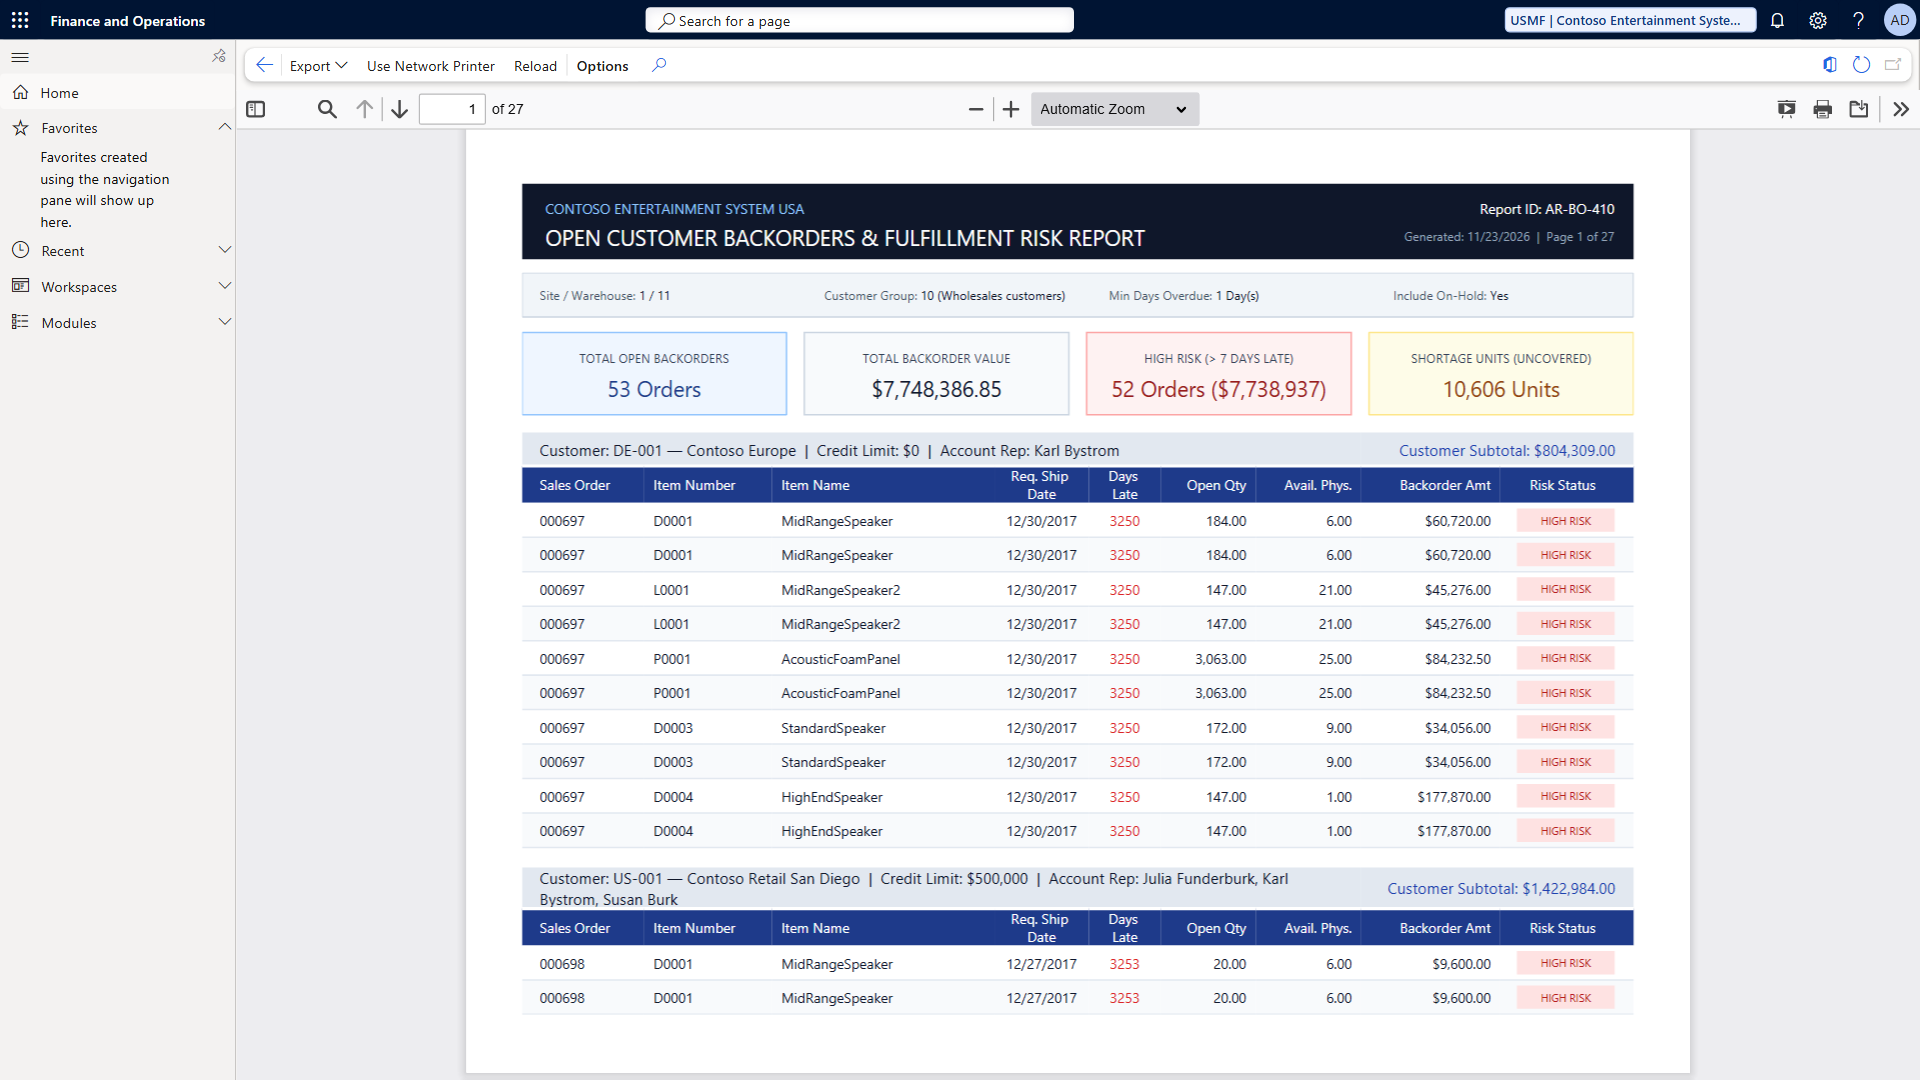 Finance and Operations
Search for a page
USMF | Contoso Entertainment Syste...
AD
Export
Use Network Printer
Reload
Options
Home
Favorites
Favorites created
using the navigation
pane will show up
here.
Recent
Workspaces
Modules
1 of 27
Automatic Zoom
CONTOSO ENTERTAINMENT SYSTEM USA
Report ID: AR-BO-410
OPEN CUSTOMER BACKORDERS & FULFILLMENT RISK REPORT
Generated: 11/23/2026 | Page 1 of 27
Site / Warehouse: 1 / 11 Customer Group: 10 (Wholesales customers) Min Days Overdue: 1 Day(s) Include On-Hold: Yes
TOTAL OPEN BACKORDERS
53 Orders
TOTAL BACKORDER VALUE
$7,748,386.85
HIGH RISK (> 7 DAYS LATE)
52 Orders ($7,738,937)
SHORTAGE UNITS (UNCOVERED)
10,606 Units
Customer: DE-001 — Contoso Europe | Credit Limit: $0 | Account Rep: Karl Bystrom Customer Subtotal: $804,309.00
Sales Order Item Number Item Name Req. Ship Date Days Late Open Qty Avail. Phys. Backorder Amt Risk Status
000697 D0001 MidRangeSpeaker 12/30/2017 3250 184.00 6.00 $60,720.00 HIGH RISK
000697 D0001 MidRangeSpeaker 12/30/2017 3250 184.00 6.00 $60,720.00 HIGH RISK
000697 L0001 MidRangeSpeaker2 12/30/2017 3250 147.00 21.00 $45,276.00 HIGH RISK
000697 L0001 MidRangeSpeaker2 12/30/2017 3250 147.00 21.00 $45,276.00 HIGH RISK
000697 P0001 AcousticFoamPanel 12/30/2017 3250 3,063.00 25.00 $84,232.50 HIGH RISK
000697 P0001 AcousticFoamPanel 12/30/2017 3250 3,063.00 25.00 $84,232.50 HIGH RISK
000697 D0003 StandardSpeaker 12/30/2017 3250 172.00 9.00 $34,056.00 HIGH RISK
000697 D0003 StandardSpeaker 12/30/2017 3250 172.00 9.00 $34,056.00 HIGH RISK
000697 D0004 HighEndSpeaker 12/30/2017 3250 147.00 1.00 $177,870.00 HIGH RISK
000697 D0004 HighEndSpeaker 12/30/2017 3250 147.00 1.00 $177,870.00 HIGH RISK
Customer: US-001 — Contoso Retail San Diego | Credit Limit: $500,000 | Account Rep: Julia Funderburk, Karl
Bystrom, Susan Burk
Customer Subtotal: $1,422,984.00
Sales Order Item Number Item Name Req. Ship Date Days Late Open Qty Avail. Phys. Backorder Amt Risk Status
000698 D0001 MidRangeSpeaker 12/27/2017 3253 20.00 6.00 $9,600.00 HIGH RISK
000698 D0001 MidRangeSpeaker 12/27/2017 3253 20.00 6.00 $9,600.00 HIGH RISK